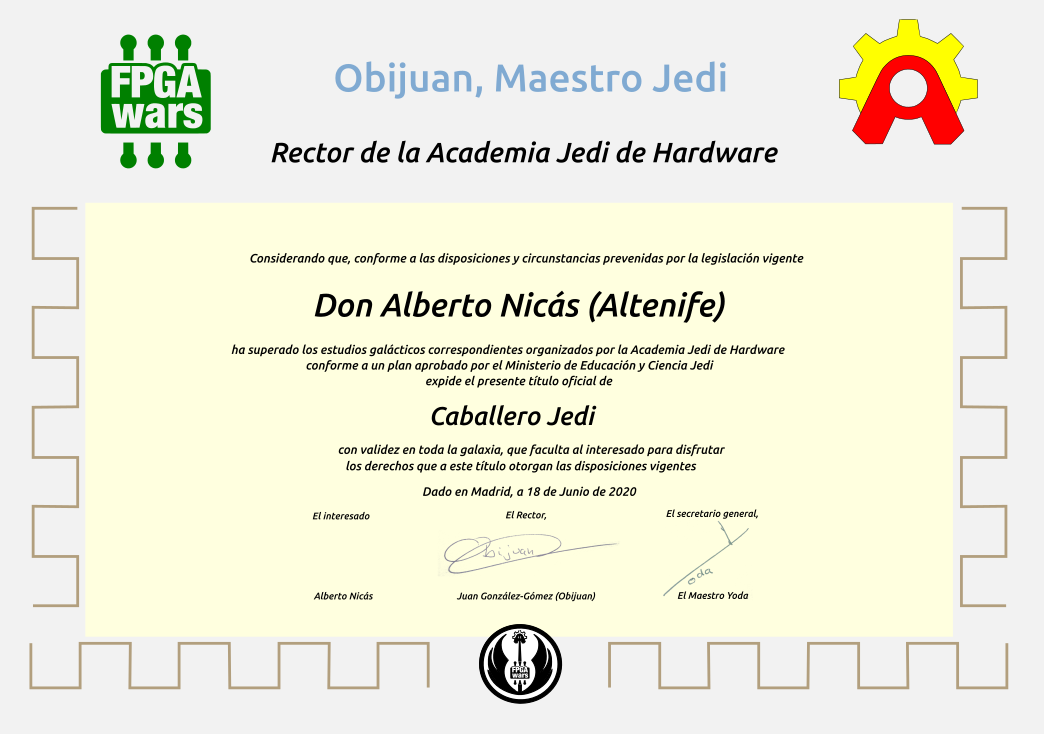 FPGA
wars
Obijuan, Maestro Jedi
Rector de la Academia Jedi de Hardware
Considerando que, conforme a las disposiciones y circunstancias prevenidas por la legislación vigente
Don Alberto Nicás (Altenife)
ha superado los estudios galácticos correspondientes organizados por la Academia Jedi de Hardware
conforme a un plan aprobado por el Ministerio de Educación y Ciencia Jedi
expide el presente título oficial de
Caballero Jedi
con validez en toda la galaxia, que faculta al interesado para disfrutar
los derechos que a este título otorgan las disposiciones vigentes
Dado en Madrid, a 18 de Junio de 2020
El interesado
El Rector,
El secretario general,
Obijuan
Yoda
Alberto Nicás
Juan González-Gómez (Obijuan)
El Maestro Yoda
FPGA
wars